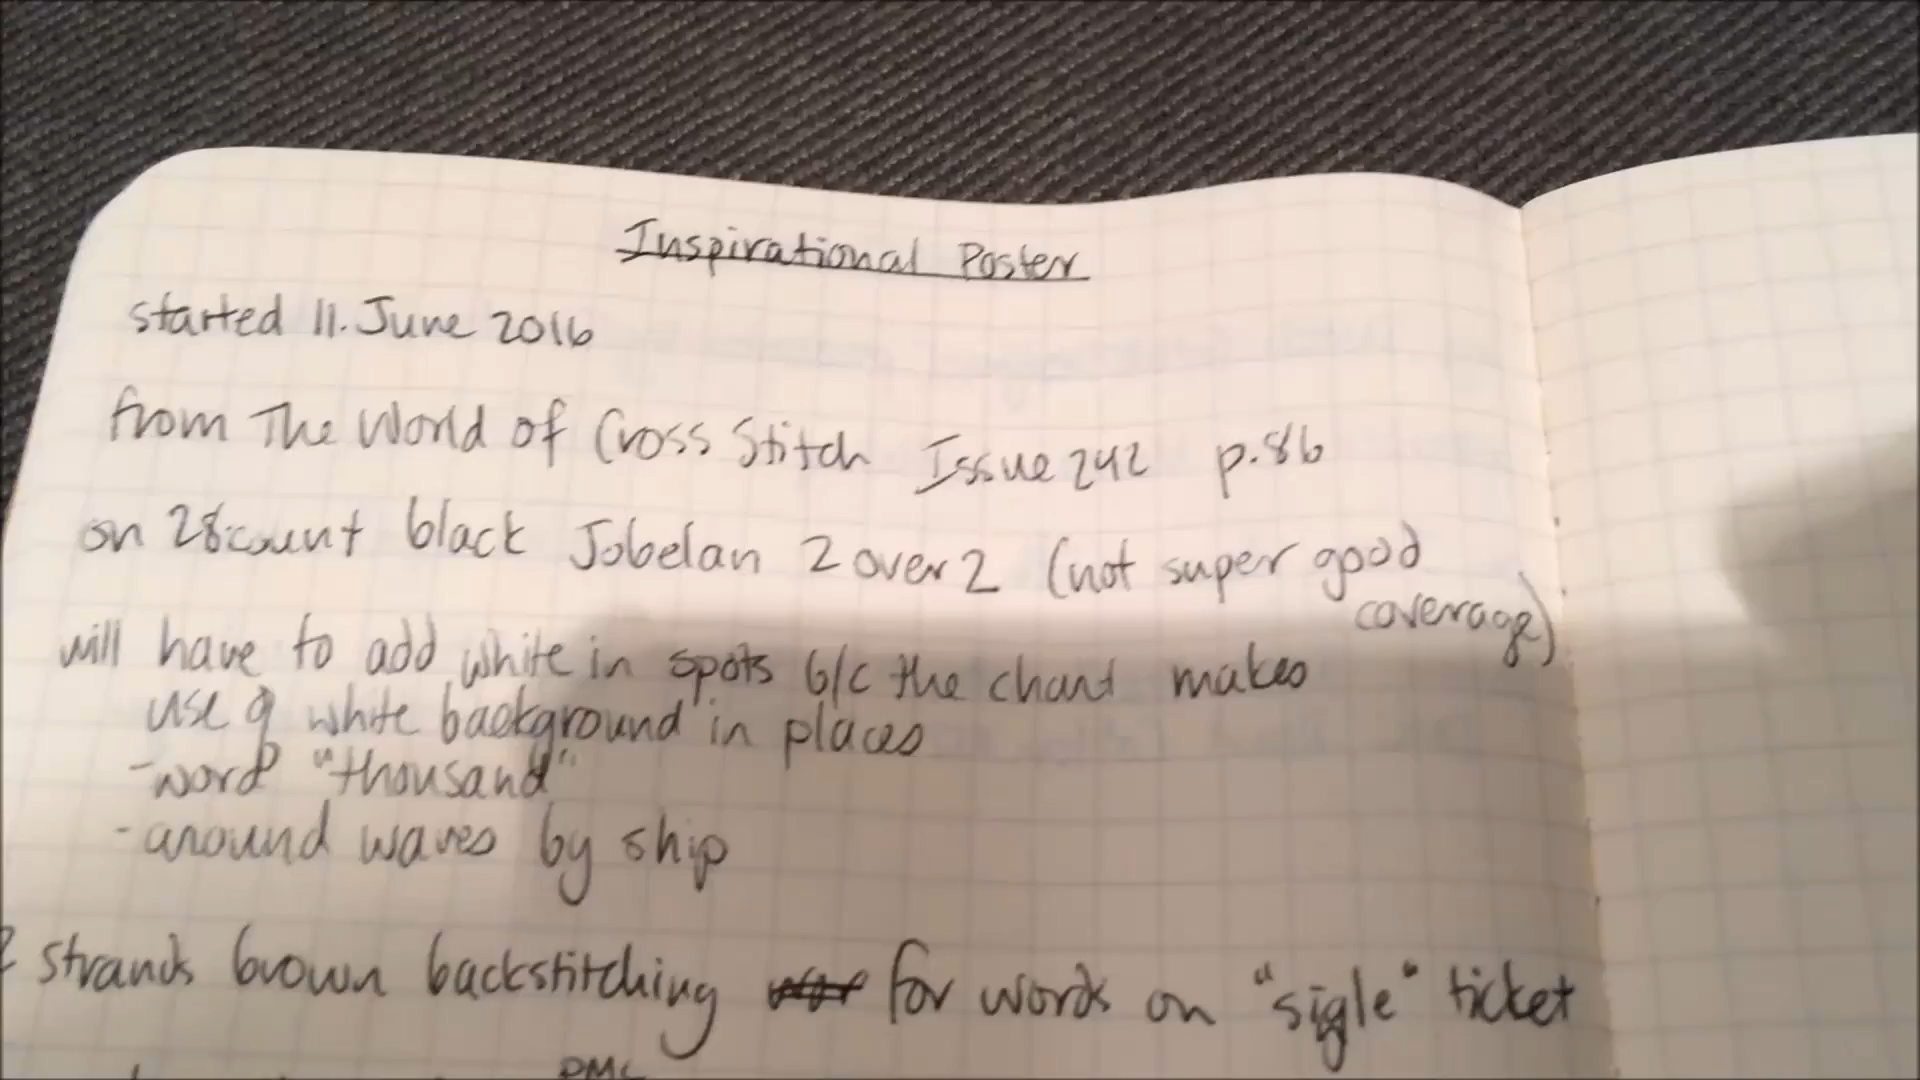 Inspirational Poster
started 11. June 2016
from The World of Cross Stitch Issue 242 p.86
on 28count black Jobelan 2 over 2 (not super good
coverage)
will have to add white in spots b/c the chart makes
use of white background in places
-word "thousand"
-around waves by ship
2 strands brown backstitching for words on "sigle" ticket
DMC